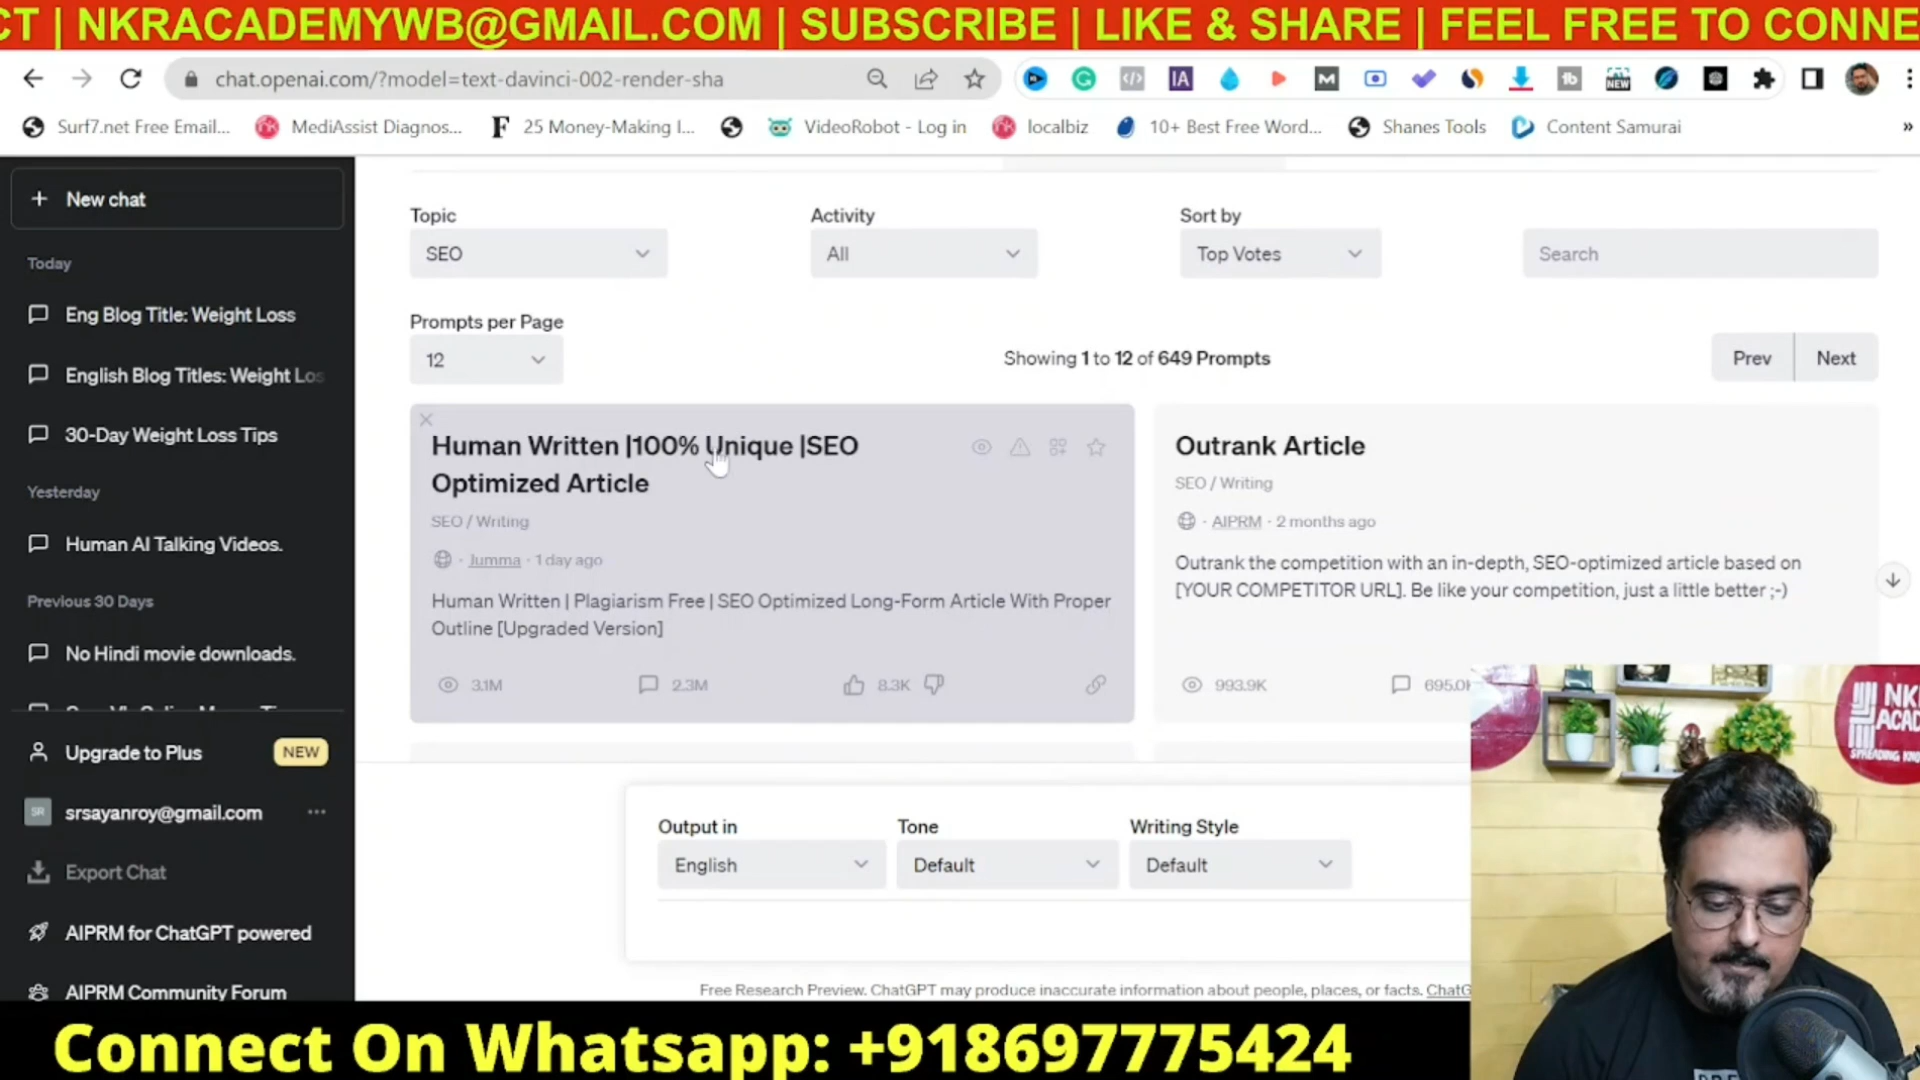 CT | NKRACADEMYWB@GMAIL.COM | SUBSCRIBE | LIKE & SHARE | FEEL FREE TO CONNE
chat.openai.com/?model=text-davinci-002-render-sha
Surf7.net Free Email...
MediAssist Diagnos...
25 Money-Making I...
VideoRobot - Log in
localbiz
10+ Best Free Word...
Shanes Tools
Content Samurai
»
New chat
Today
Eng Blog Title: Weight Loss
English Blog Titles: Weight Los
30-Day Weight Loss Tips
Yesterday
Human AI Talking Videos.
Previous 30 Days
No Hindi movie downloads.
Upgrade to Plus
NEW
SR
srsayanroy@gmail.com
Export Chat
AIPRM for ChatGPT powered
AIPRM Community Forum
Topic
SEO
Activity
All
Sort by
Top Votes
Search
Prompts per Page
12
Showing 1 to 12 of 649 Prompts
Prev
Next
Human Written |100% Unique |SEO
Optimized Article
SEO / Writing
· Jumma · 1 day ago
Human Written | Plagiarism Free | SEO Optimized Long-Form Article With Proper
Outline [Upgraded Version]
3.1M
2.3M
8.3K
Outrank Article
SEO / Writing
· AIPRM · 2 months ago
Outrank the competition with an in-depth, SEO-optimized article based on
[YOUR COMPETITOR URL]. Be like your competition, just a little better ;-)
993.9K
695.0K
Output in
English
Tone
Default
Writing Style
Default
Free Research Preview. ChatGPT may produce inaccurate information about people, places, or facts. ChatG
NK
ACAD
SPREADING KN
Connect On Whatsapp: +918697775424